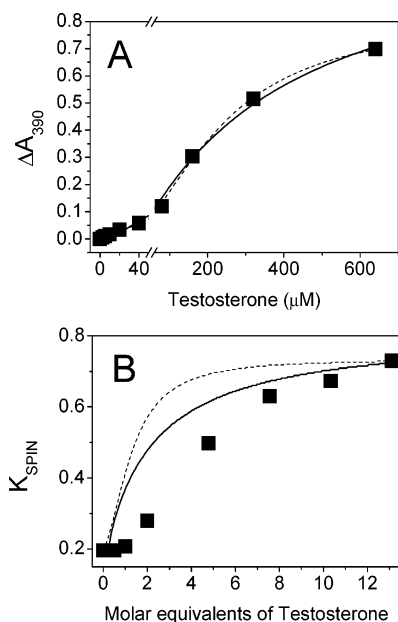 0.8
0.7
0.6
0.5
0.4
0.3
0.2
0.1
0.0
A
ΔA390
0 20 40 200 400 600
Testosterone (μM)
0.8
0.6
0.4
0.2
B
KSPIN
0 2 4 6 8 10 12
Molar equivalents of Testosterone